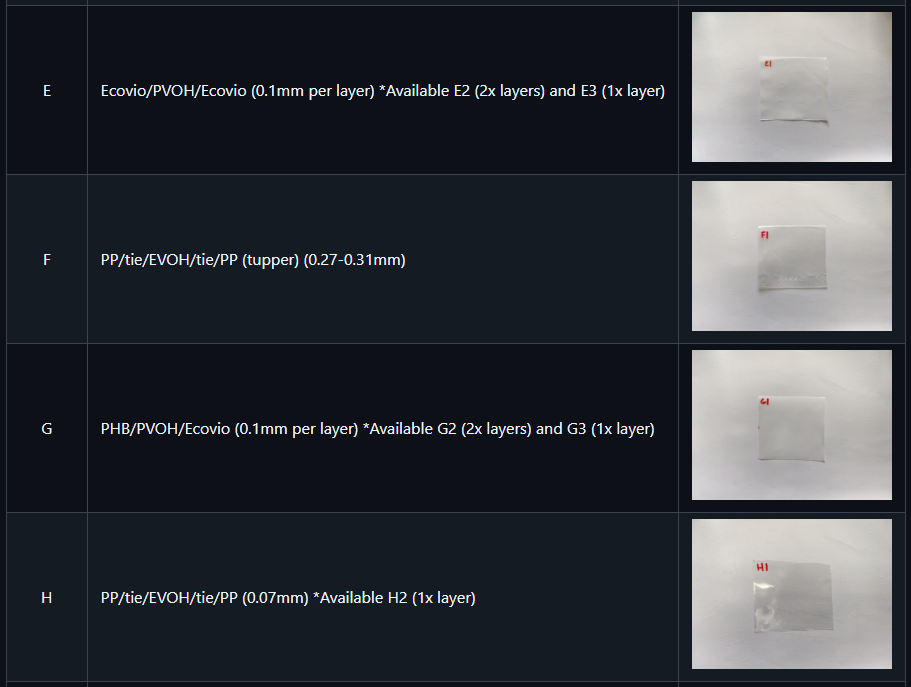 E
Ecovio/PVOH/Ecovio (0.1mm per layer) *Available E2 (2x layers) and E3 (1x layer)
E1
F
PP/tie/EVOH/tie/PP (tupper) (0.27-0.31mm)
F1
G
PHB/PVOH/Ecovio (0.1mm per layer) *Available G2 (2x layers) and G3 (1x layer)
G1
H
PP/tie/EVOH/tie/PP (0.07mm) *Available H2 (1x layer)
H1